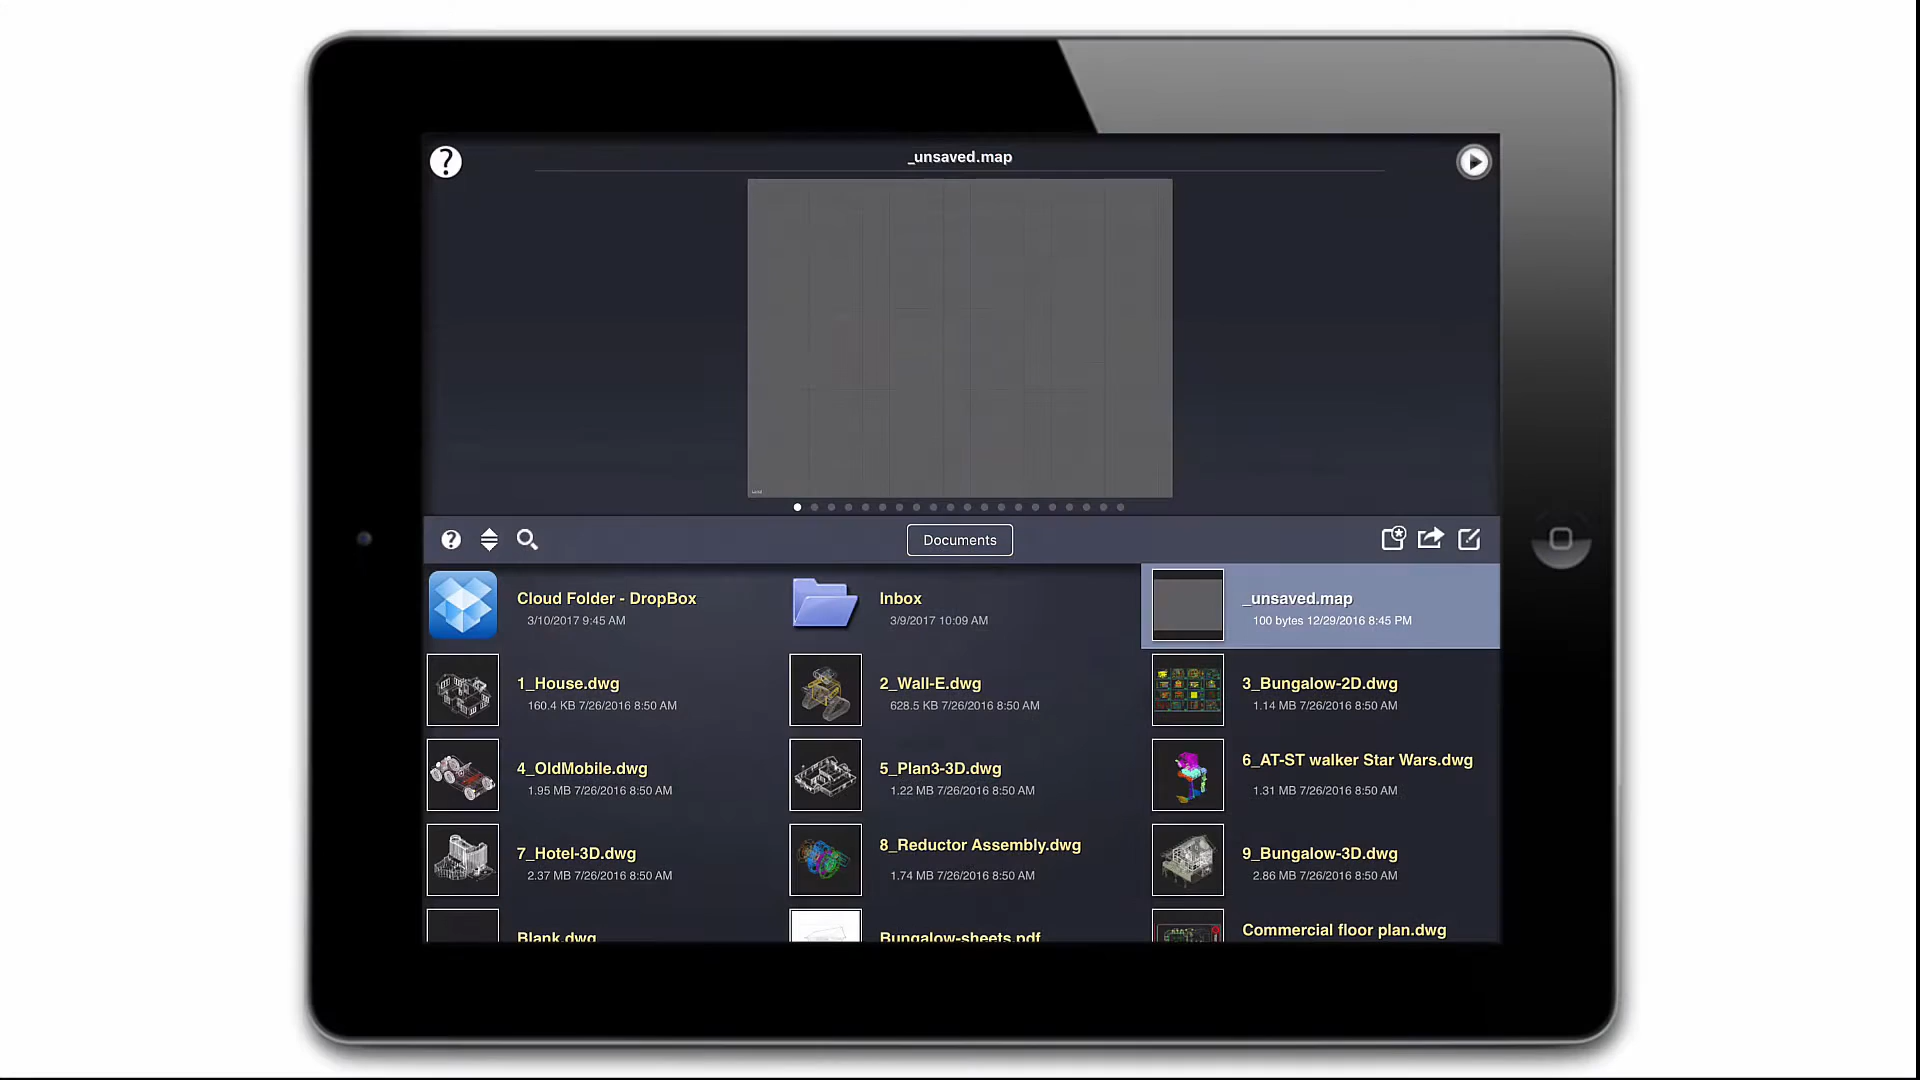 _unsaved.map
Documents
Cloud Folder - DropBox
3/10/2017 9:45 AM
Inbox
3/9/2017 10:09 AM
_unsaved.map
100 bytes 12/29/2016 8:45 PM
1_House.dwg
160.4 KB 7/26/2016 8:50 AM
2_Wall-E.dwg
628.5 KB 7/26/2016 8:50 AM
3_Bungalow-2D.dwg
1.14 MB 7/26/2016 8:50 AM
4_OldMobile.dwg
1.95 MB 7/26/2016 8:50 AM
5_Plan3-3D.dwg
1.22 MB 7/26/2016 8:50 AM
6_AT-ST walker Star Wars.dwg
1.31 MB 7/26/2016 8:50 AM
7_Hotel-3D.dwg
2.37 MB 7/26/2016 8:50 AM
8_Reductor Assembly.dwg
1.74 MB 7/26/2016 8:50 AM
9_Bungalow-3D.dwg
2.86 MB 7/26/2016 8:50 AM
Blank.dwg
Bungalow-sheets.pdf
Commercial floor plan.dwg